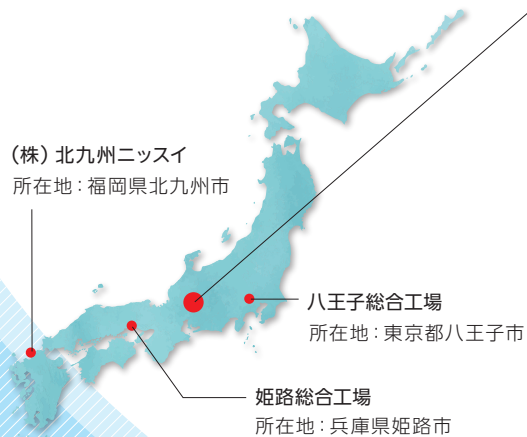 (株) 北九州ニッスイ
所在地：福岡県北九州市
八王子総合工場
所在地：東京都八王子市
姫路総合工場
所在地：兵庫県姫路市